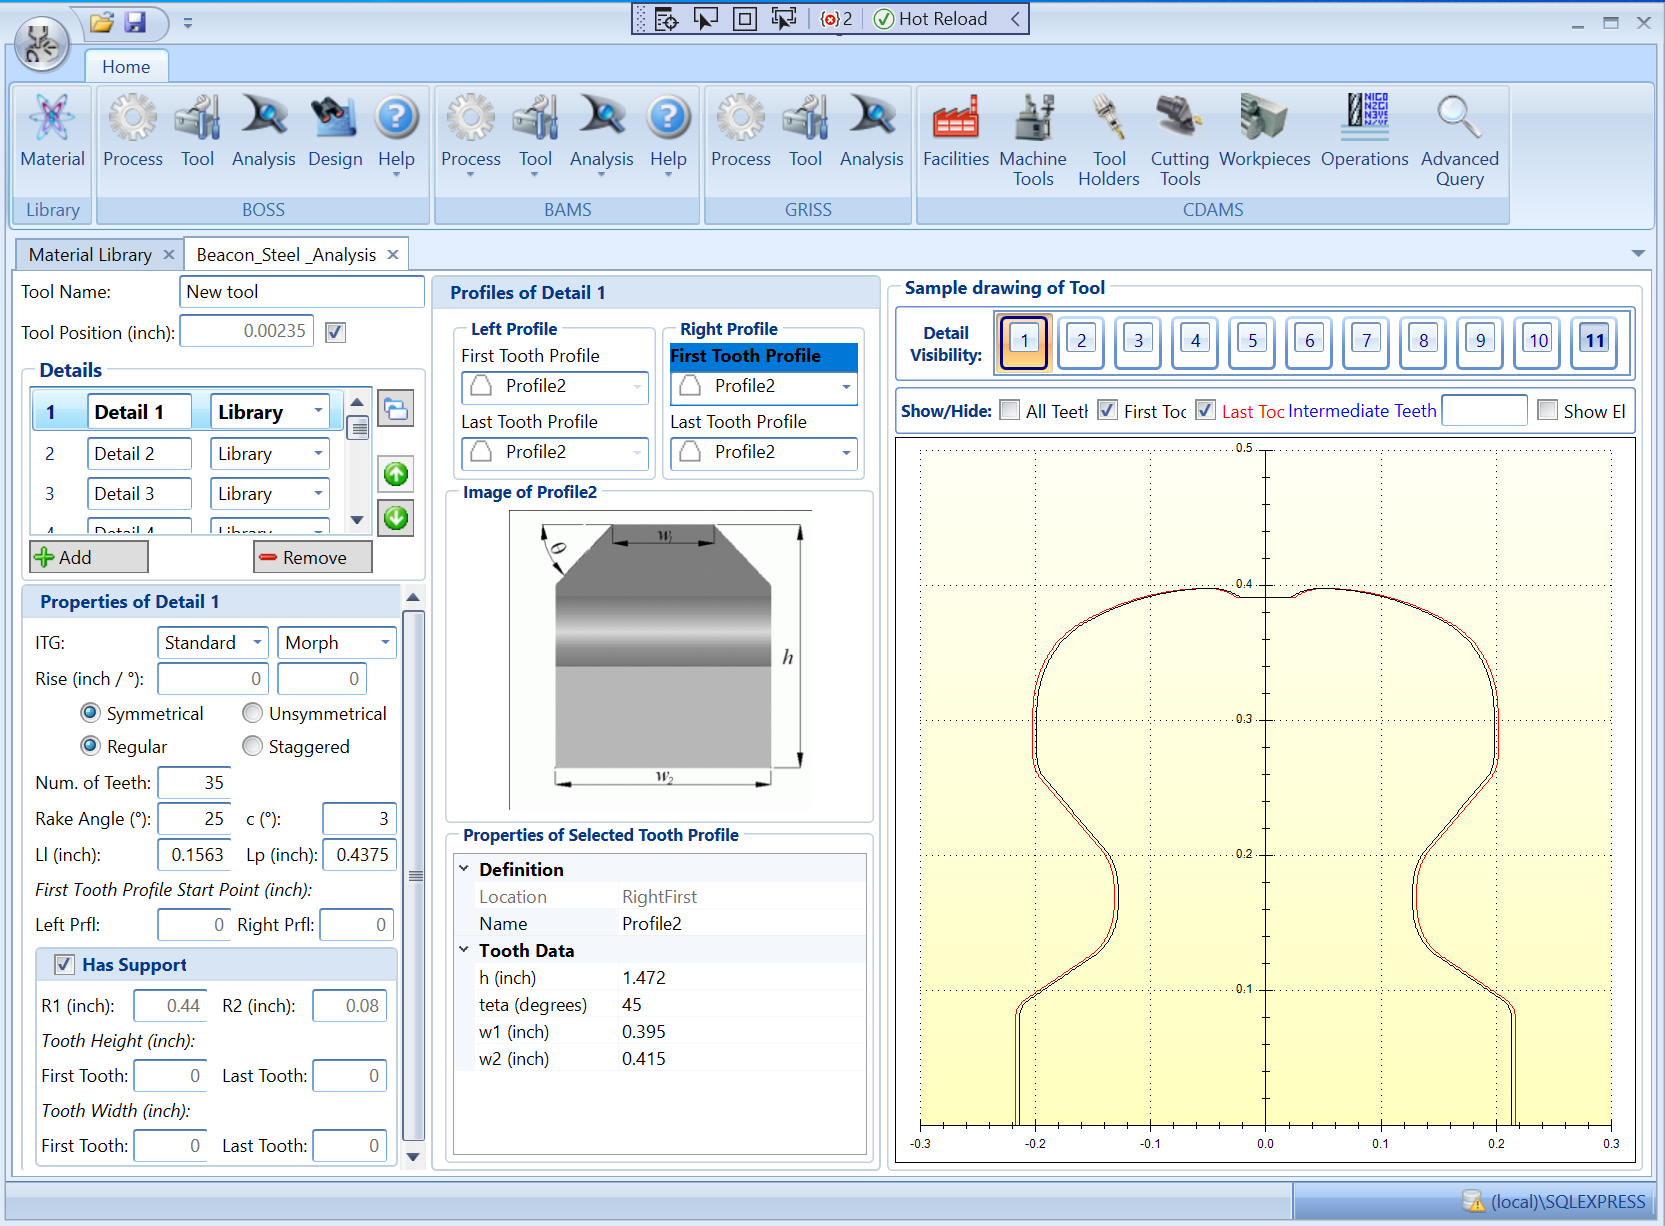 2 Hot Reload
Home
Material Process Tool Analysis Design Help Process Tool Analysis Help Process Tool Analysis Facilities Machine Tools Tool Holders Cutting Tools Workpieces Operations Advanced Query
Library BOSS BAMS GRISS CDAMS
Material Library Beacon_Steel _Analysis
Tool Name: New tool
Tool Position (inch): 0.00235
Details
1 Detail 1 Library
2 Detail 2 Library
3 Detail 3 Library
4 Detail 4 Library
Add Remove
Properties of Detail 1
ITG: Standard Morph
Rise (inch / °): 0 0
Symmetrical Unsymmetrical
Regular Staggered
Num. of Teeth: 35
Rake Angle (°): 25 c (°): 3
Ll (inch): 0.1563 Lp (inch): 0.4375
First Tooth Profile Start Point (inch):
Left Prfl: 0 Right Prfl: 0
Has Support
R1 (inch): 0.44 R2 (inch): 0.08
Tooth Height (inch):
First Tooth: 0 Last Tooth: 0
Tooth Width (inch):
First Tooth: 0 Last Tooth: 0
Profiles of Detail 1
Left Profile Right Profile
First Tooth Profile First Tooth Profile
Profile2 Profile2
Last Tooth Profile Last Tooth Profile
Profile2 Profile2
Image of Profile2
θ w₁
h
w₂
Properties of Selected Tooth Profile
Definition
Location RightFirst
Name Profile2
Tooth Data
h (inch) 1.472
teta (degrees) 45
w1 (inch) 0.395
w2 (inch) 0.415
Sample drawing of Tool
Detail Visibility: 1 2 3 4 5 6 7 8 9 10 11
Show/Hide: All Teeth First Toc Last Toc Intermediate Teeth Show El
0.5
0.4
0.3
0.2
0.1
-0.3 -0.2 -0.1 0.0 0.1 0.2 0.3
(local)\SQLEXPRESS